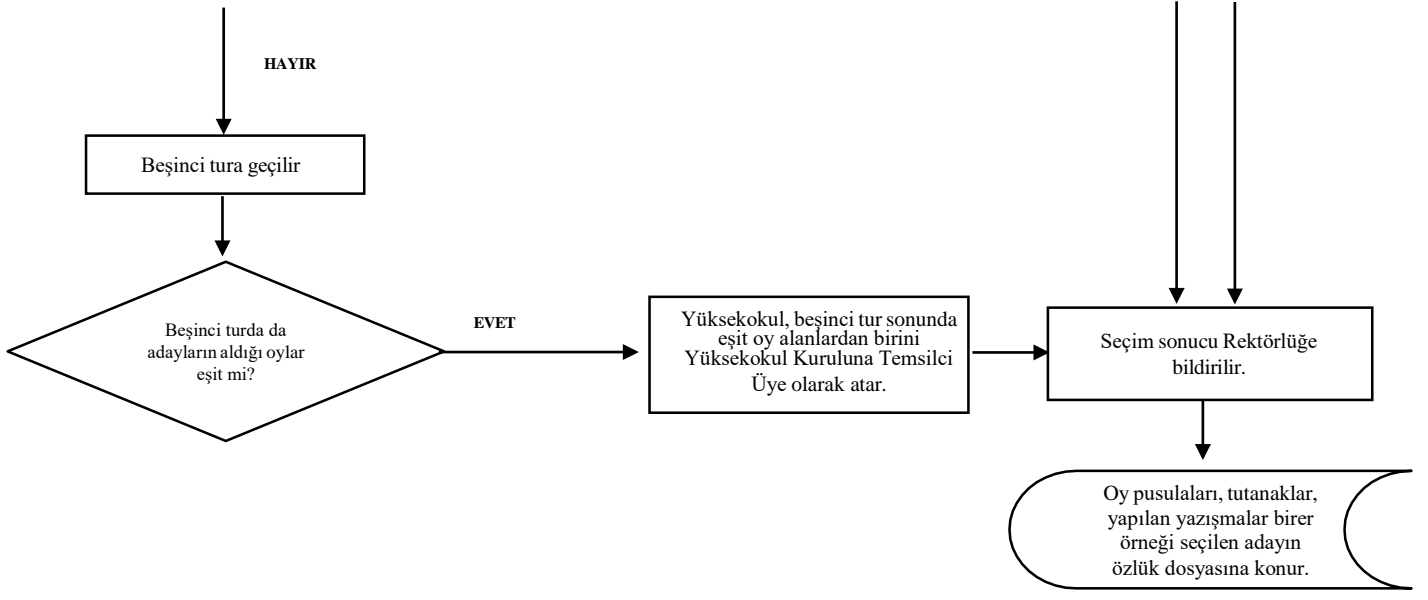 HAYIR
Beşinci tura geçilir
Beşinci turda da
adayların aldığı oylar
eşit mi?
EVET
Yüksekokul, beşinci tur sonunda
eşit oy alanlardan birini
Yüksekokul Kuruluna Temsilci
Üye olarak atar.
Seçim sonucu Rektörlüğe
bildirilir.
Oy pusulaları, tutanaklar,
yapılan yazışmalar birer
örneği seçilen adayın
özlük dosyasına konur.